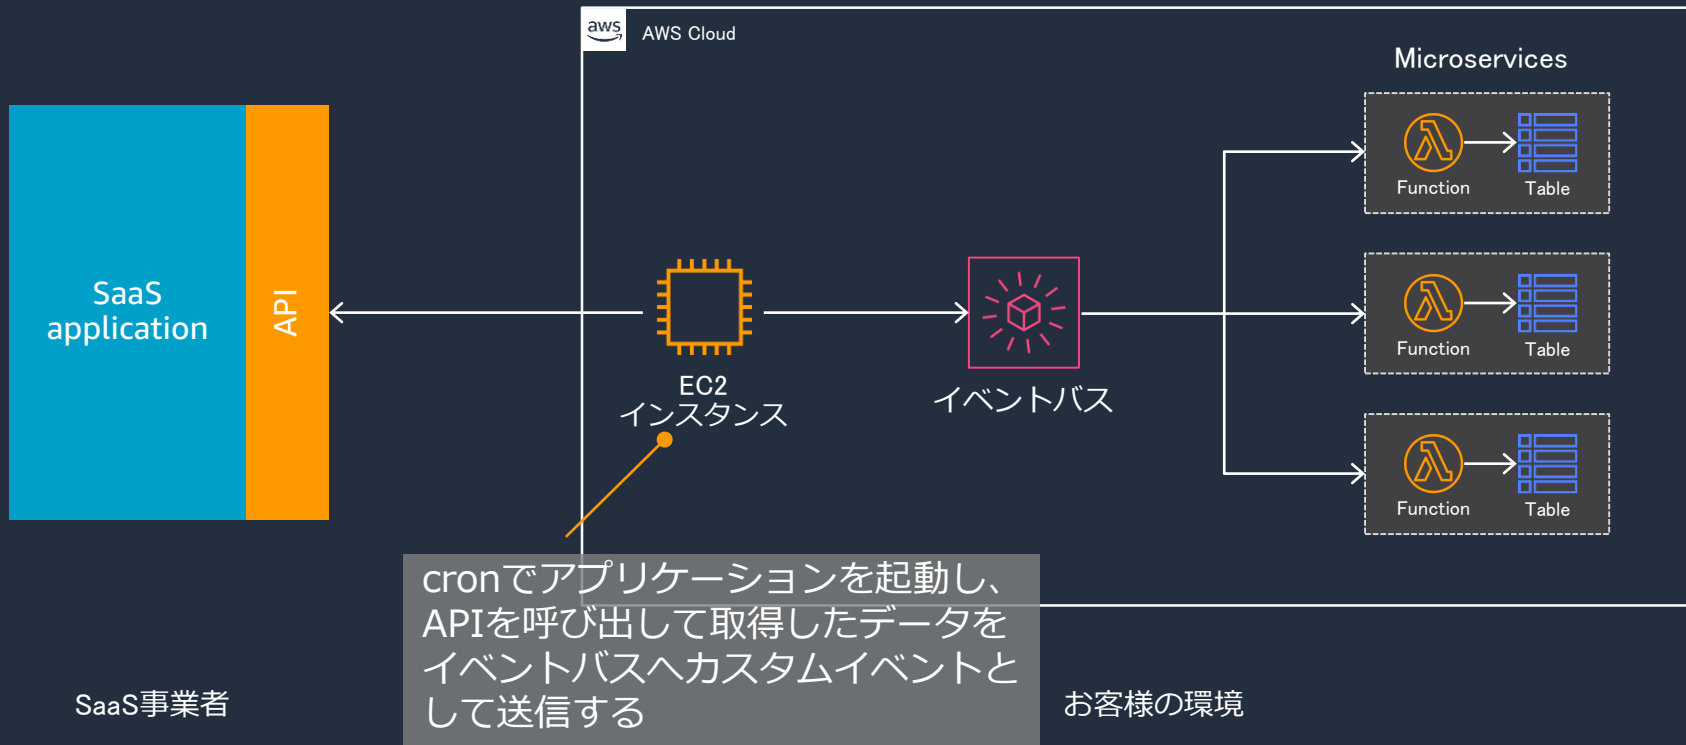 aws
AWS Cloud
Microservices
SaaS
application
API
EC2
インスタンス
イベントバス
Function
Table
Function
Table
Function
Table
cronでアプリケーションを起動し、
APIを呼び出して取得したデータを
イベントバスへカスタムイベントと
して送信する
SaaS事業者
お客様の環境